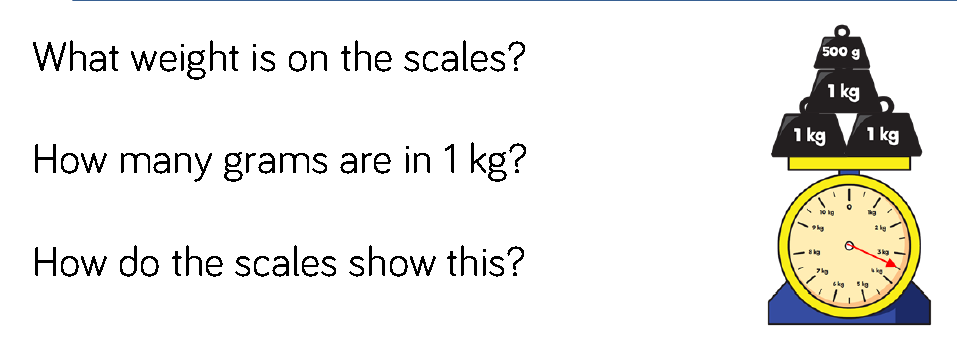 What weight is on the scales?
How many grams are in 1 kg?
How do the scales show this?
500 g
1 kg
1 kg 1 kg
0
10 kg 1kg
9 kg 2 kg
8 kg 3 kg
7 kg 4 kg
6 kg 5 kg